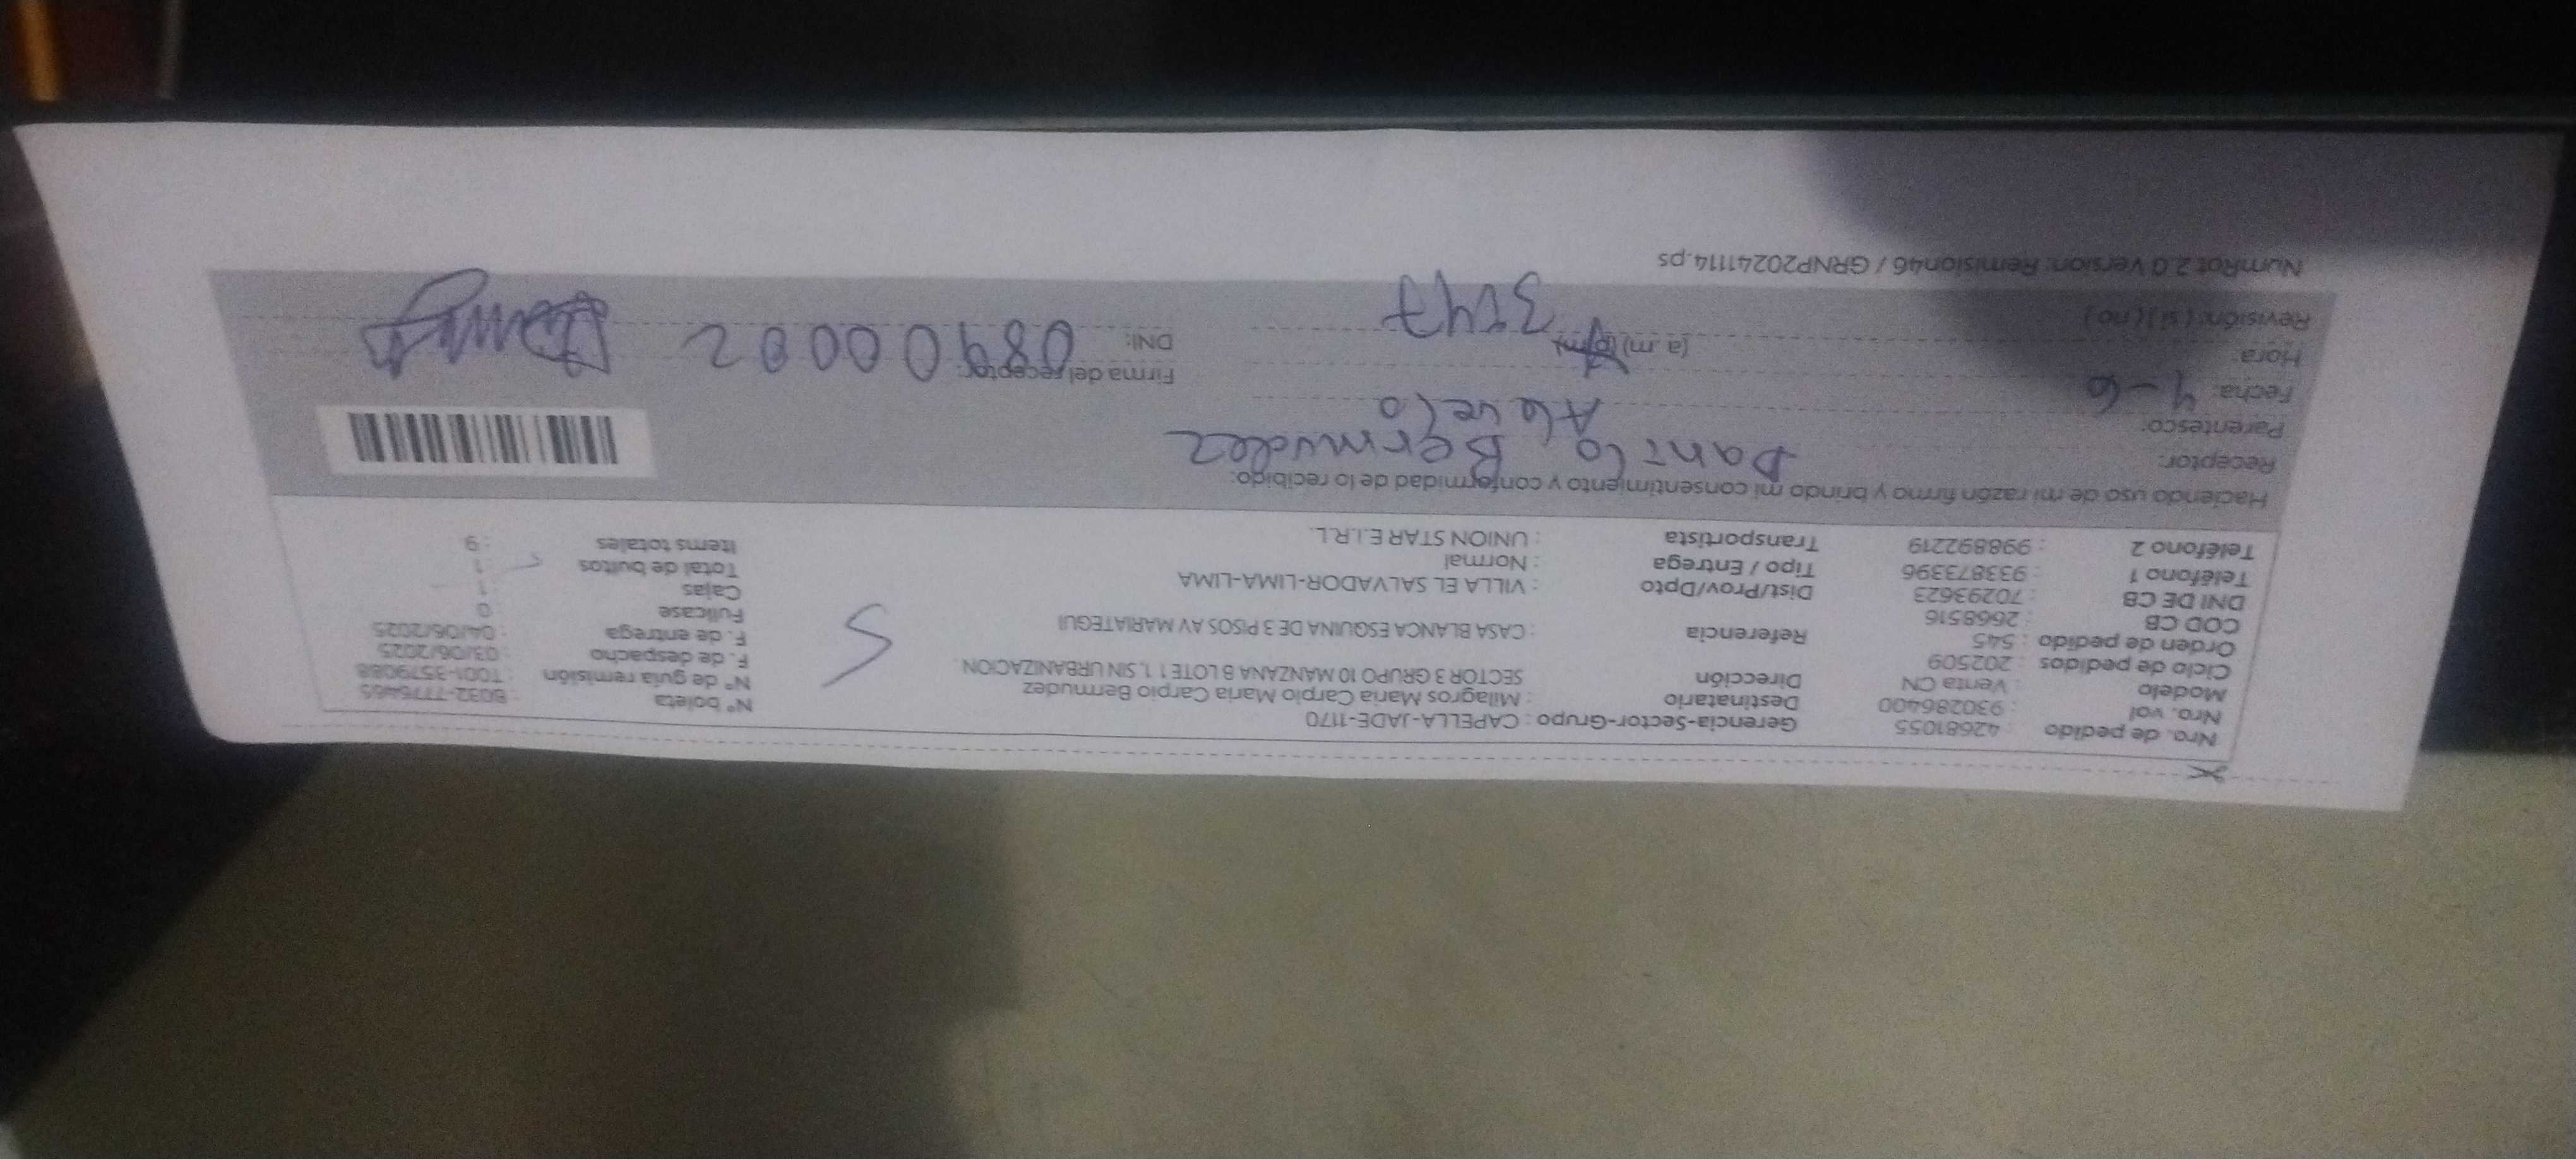 Nro. de pedido : 42681055
Nro. vol : 930286400
Modelo : Venta CN
Ciclo de pedidos : 202509
Orden de pedido : 545
COD CB : 2668516
DNI DE CB : 70293623
Teléfono 1 : 933873396
Teléfono 2 : 998892219
Gerencia-Sector-Grupo : CAPELLA-JADE-1170
Destinatario : Milagros Maria Carpio Maria Carpio Bermudez
Dirección SECTOR 3 GRUPO 10 MANZANA B LOTE 1 1, SIN URBANIZACION
Referencia : CASA BLANCA ESQUINA DE 3 PISOS AV MARIATEGUI
Dist/Prov/Dpto : VILLA EL SALVADOR-LIMA-LIMA
Tipo / Entrega : Normal
Transportista : UNION STAR E.I.R.L.
S
N° boleta : B032-7776465
N° de guía remisión : T001-3579088
F. de despacho : 03/06/2025
F. de entrega : 04/06/2025
Fullcase : 0
Cajas : 1
Total de bultos : 1
Items totales : 9
Haciendo uso de mi razón firmo y brindo mi consentimiento y conformidad de lo recibido:
Receptor: Danilo Bermudez
Parentesco: Abuelo
Fecha: 4-6
Hora: (a.m) (p.m) 3:47
Revisión: ( si ) ( no )
Firma del receptor:
DNI: 08900002
NumRot 2.0 Version: Remision46 / GRNP20241114.ps